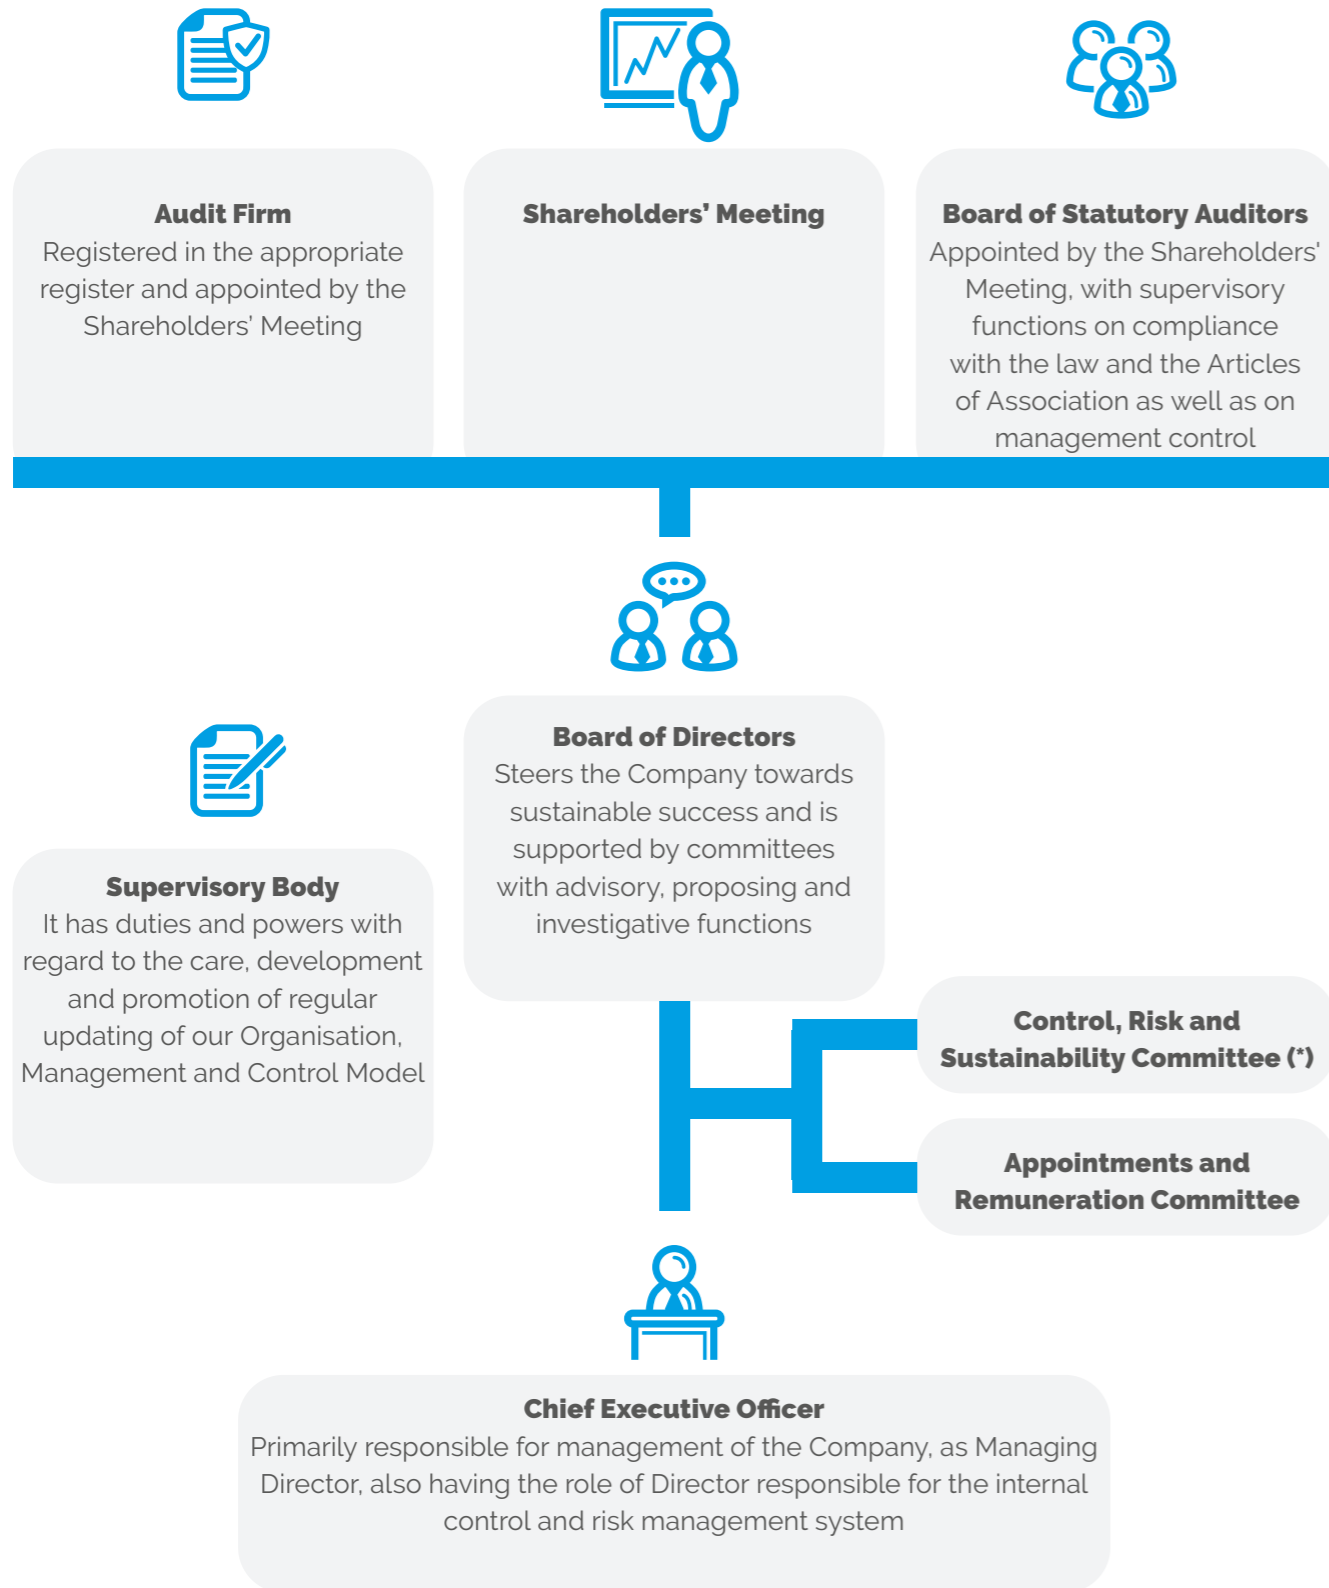 Audit Firm
Registered in the appropriate
register and appointed by the
Shareholders’ Meeting
Shareholders’ Meeting
Board of Statutory Auditors
Appointed by the Shareholders'
Meeting, with supervisory
functions on compliance
with the law and the Articles
of Association as well as on
management control
Board of Directors
Steers the Company towards
sustainable success and is
supported by committees
with advisory, proposing and
investigative functions
Supervisory Body
It has duties and powers with
regard to the care, development
and promotion of regular
updating of our Organisation,
Management and Control Model
Control, Risk and
Sustainability Committee (*)
Appointments and
Remuneration Committee
Chief Executive Officer
Primarily responsible for management of the Company, as Managing
Director, also having the role of Director responsible for the internal
control and risk management system